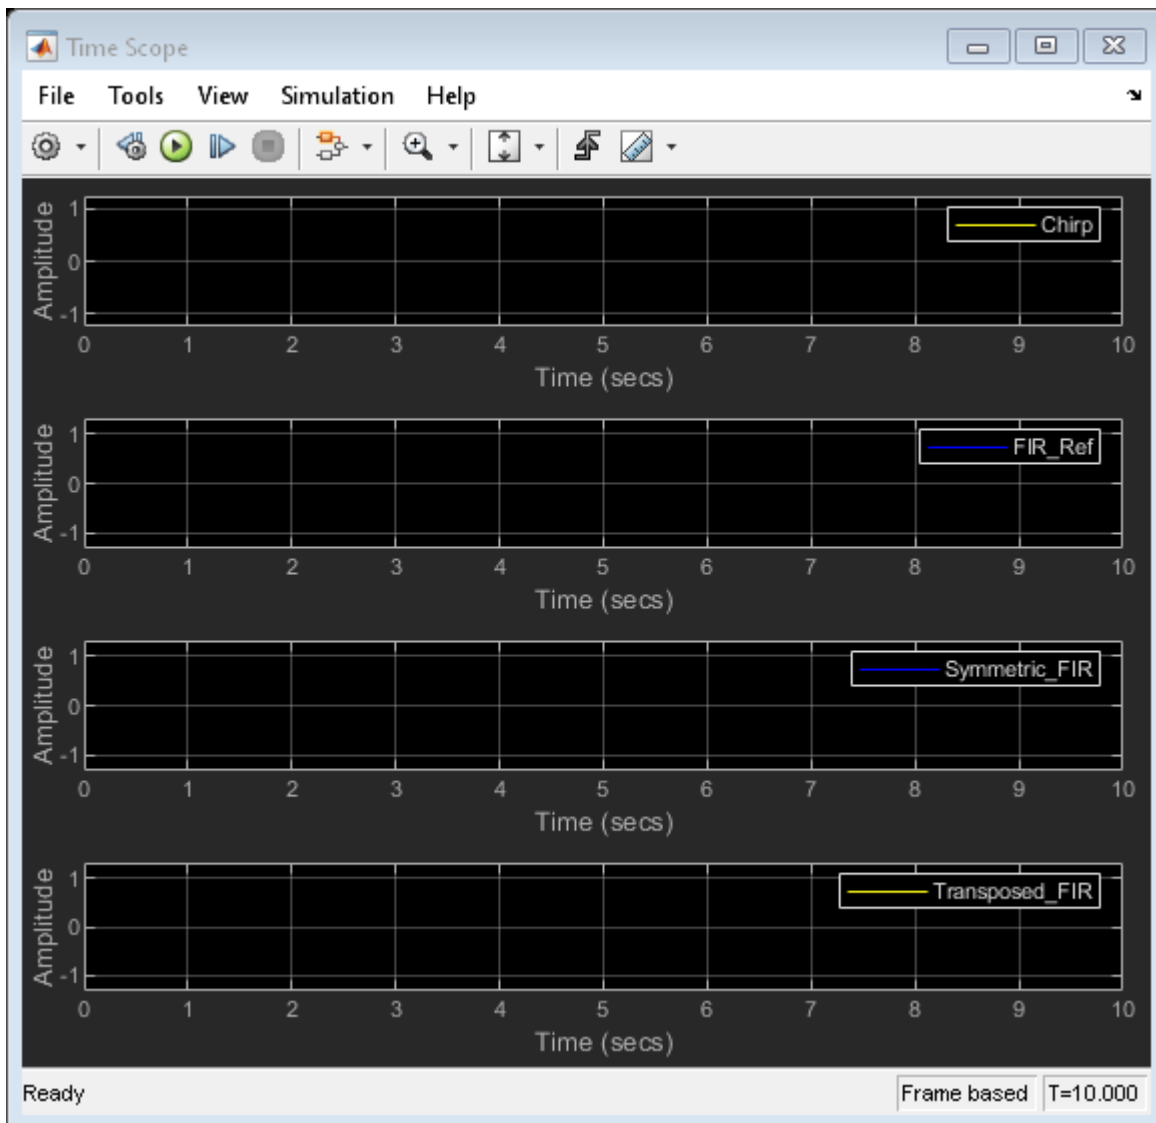 Time Scope
File Tools View Simulation Help
Amplitude
1
0
-1
Chirp
0 1 2 3 4 5 6 7 8 9 10
Time (secs)
Amplitude
1
0
-1
FIR_Ref
0 1 2 3 4 5 6 7 8 9 10
Time (secs)
Amplitude
1
0
-1
Symmetric_FIR
0 1 2 3 4 5 6 7 8 9 10
Time (secs)
Amplitude
1
0
-1
Transposed_FIR
0 1 2 3 4 5 6 7 8 9 10
Time (secs)
Ready Frame based T=10.000